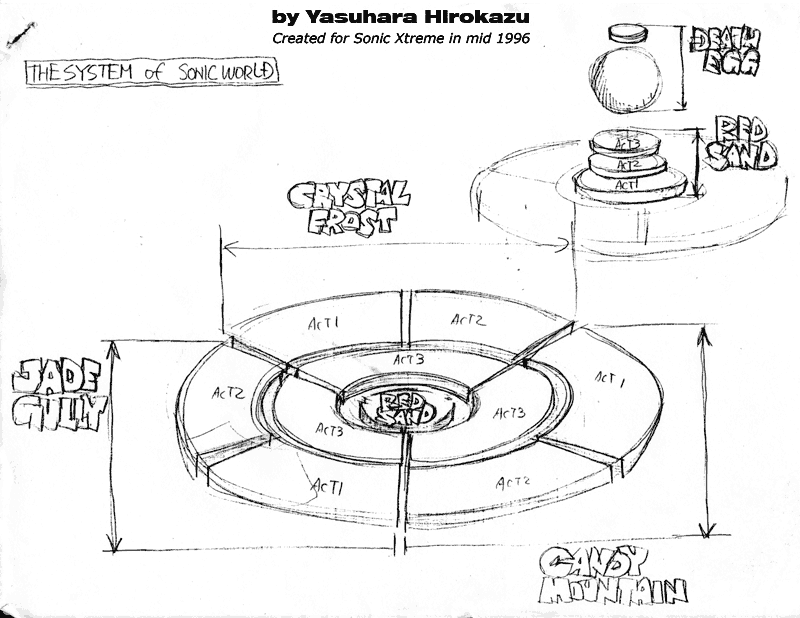 by Yasuhara Hirokazu
Created for Sonic Xtreme in mid 1996
THE SYSTEM of SONIC WORLD
DEATH
EGG
RED
SAND
ACT3
ACT2
ACT1
CRYSTAL
FROST
ACT1
ACT2
ACT3
JADE
GULLY
ACT2
ACT1
RED
SAND
ACT3
ACT3
ACT1
ACT2
CANDY
MOUNTAIN